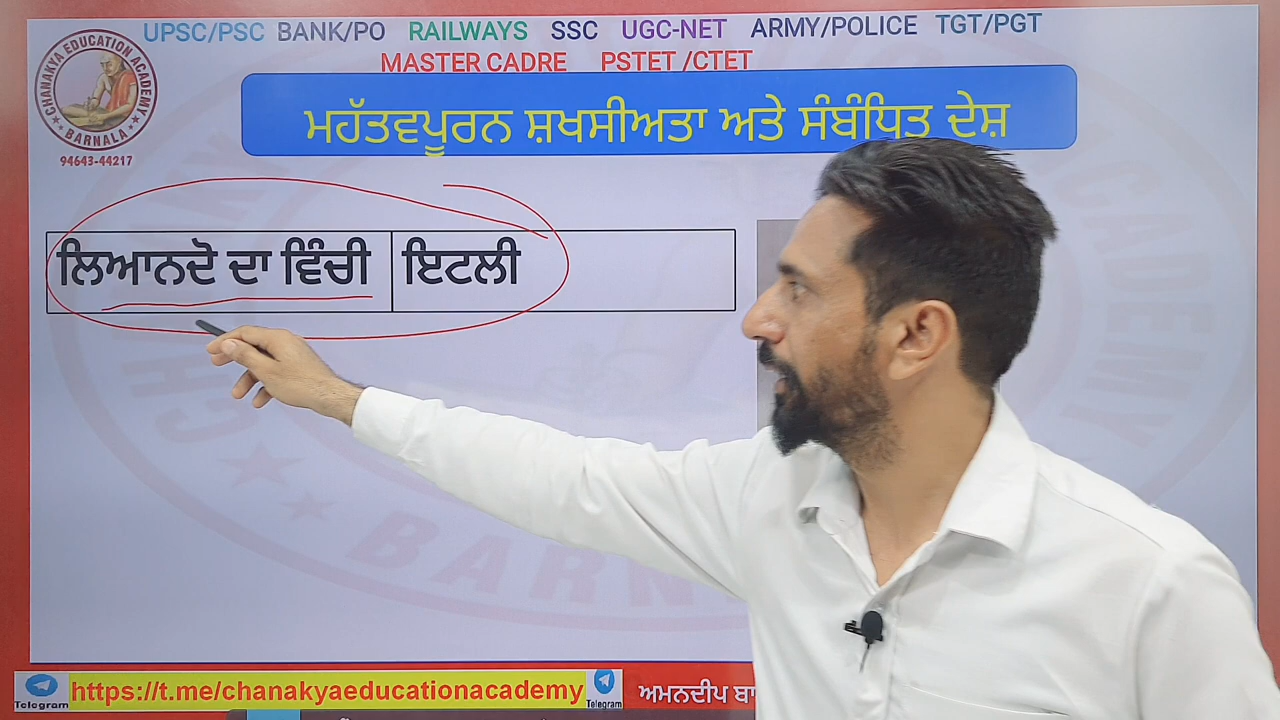 UPSC/PSC BANK/PO RAILWAYS SSC UGC-NET ARMY/POLICE TGT/PGT
MASTER CADRE PSTET /CTET
CHANAKYA EDUCATION ACADEMY
BARNALA
94643-44217
ਮਹੱਤਵਪੂਰਨ ਸ਼ਖਸੀਅਤਾ ਅਤੇ ਸੰਬੰਧਿਤ ਦੇਸ਼
ਲਿਆਨਦੋ ਦਾ ਵਿੰਚੀ ਇਟਲੀ
BARN
Telegram https://t.me/chanakyaeducationacademy Telegram ਅਮਨਦੀਪ ਬਾ